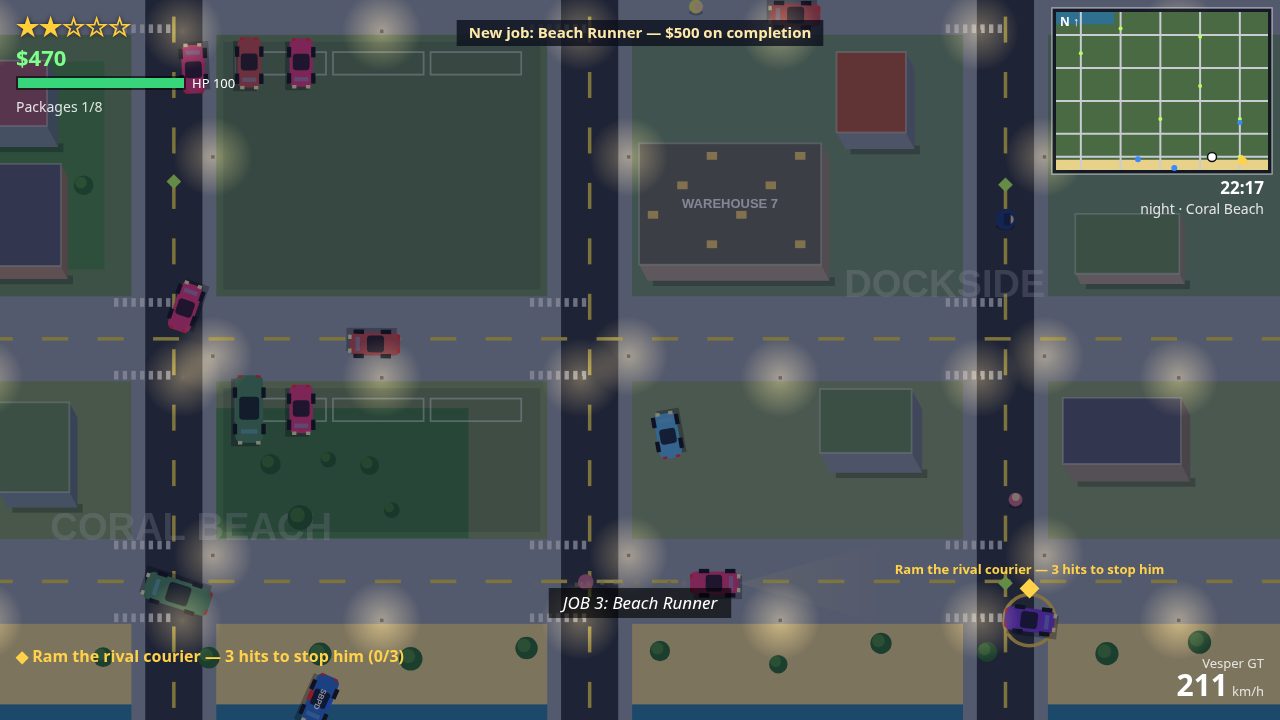 New job: Beach Runner — $500 on completion
$470
HP 100
Packages 1/8
N ↑
22:17
night · Coral Beach
WAREHOUSE 7
DOCKSIDE
CORAL BEACH
Ram the rival courier — 3 hits to stop him
JOB 3: Beach Runner
◆ Ram the rival courier — 3 hits to stop him (0/3)
SBPD
Vesper GT
211 km/h